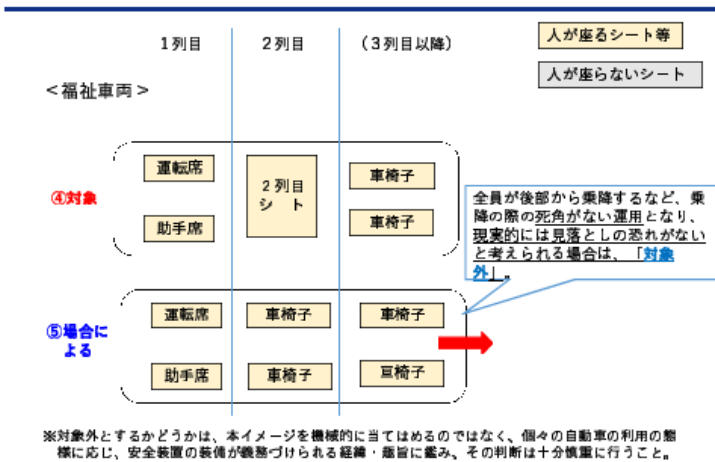 1列目 2列目 （3列目以降）
人が座るシート等
人が座らないシート
＜福祉車両＞
④対象
運転席
助手席
2列目
シート
車椅子
車椅子
全員が後部から乗降するなど、乗
降の際の死角がない運用となり、
現実的には見落としの恐れがない
と考えられる場合は、「対象
外」。
⑤場合に
よる
運転席 車椅子 車椅子
助手席 車椅子 車椅子
※対象外とするかどうかは、本イメージを機械的に当てはめるのではなく、個々の自動車の利用の態
様に応じ、安全装置の装備が義務づけられる経緯・趣旨に鑑み、その判断は十分慎重に行うこと。